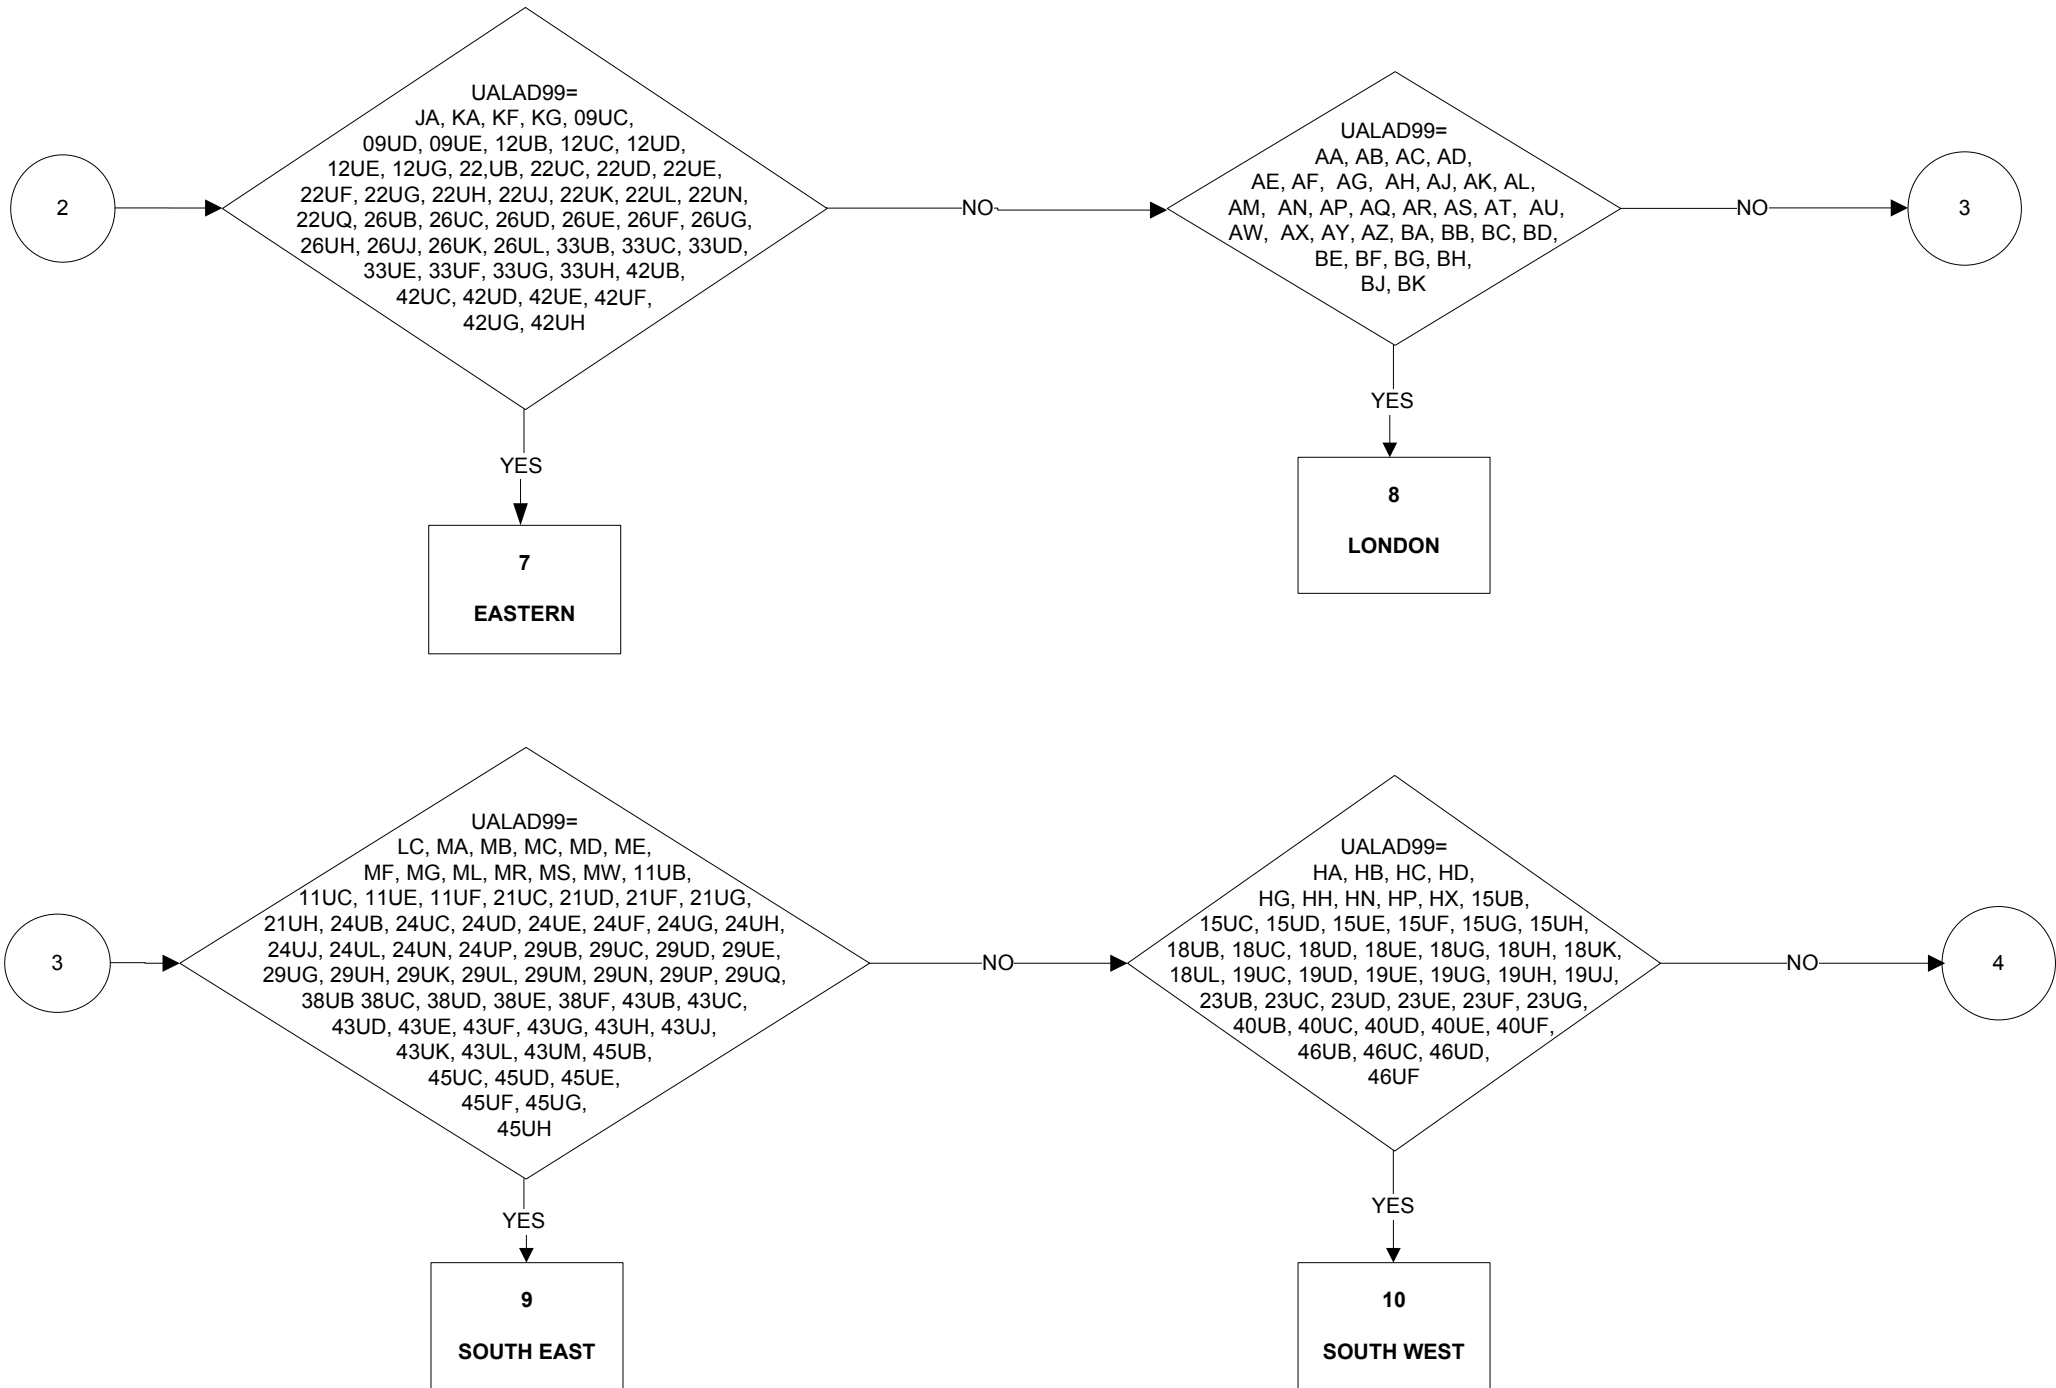 2
UALAD99=
JA, KA, KF, KG, 09UC,
09UD, 09UE, 12UB, 12UC, 12UD,
12UE, 12UG, 22,UB, 22UC, 22UD, 22UE,
22UF, 22UG, 22UH, 22UJ, 22UK, 22UL, 22UN,
22UQ, 26UB, 26UC, 26UD, 26UE, 26UF, 26UG,
26UH, 26UJ, 26UK, 26UL, 33UB, 33UC, 33UD,
33UE, 33UF, 33UG, 33UH, 42UB,
42UC, 42UD, 42UE, 42UF,
42UG, 42UH
NO
UALAD99=
AA, AB, AC, AD,
AE, AF, AG, AH, AJ, AK, AL,
AM, AN, AP, AQ, AR, AS, AT, AU,
AW, AX, AY, AZ, BA, BB, BC, BD,
BE, BF, BG, BH,
BJ, BK
NO
3
YES
7
EASTERN
YES
8
LONDON
3
UALAD99=
LC, MA, MB, MC, MD, ME,
MF, MG, ML, MR, MS, MW, 11UB,
11UC, 11UE, 11UF, 21UC, 21UD, 21UF, 21UG,
21UH, 24UB, 24UC, 24UD, 24UE, 24UF, 24UG, 24UH,
24UJ, 24UL, 24UN, 24UP, 29UB, 29UC, 29UD, 29UE,
29UG, 29UH, 29UK, 29UL, 29UM, 29UN, 29UP, 29UQ,
38UB 38UC, 38UD, 38UE, 38UF, 43UB, 43UC,
43UD, 43UE, 43UF, 43UG, 43UH, 43UJ,
43UK, 43UL, 43UM, 45UB,
45UC, 45UD, 45UE,
45UF, 45UG,
45UH
NO
UALAD99=
HA, HB, HC, HD,
HG, HH, HN, HP, HX, 15UB,
15UC, 15UD, 15UE, 15UF, 15UG, 15UH,
18UB, 18UC, 18UD, 18UE, 18UG, 18UH, 18UK,
18UL, 19UC, 19UD, 19UE, 19UG, 19UH, 19UJ,
23UB, 23UC, 23UD, 23UE, 23UF, 23UG,
40UB, 40UC, 40UD, 40UE, 40UF,
46UB, 46UC, 46UD,
46UF
NO
4
YES
9
SOUTH EAST
YES
10
SOUTH WEST